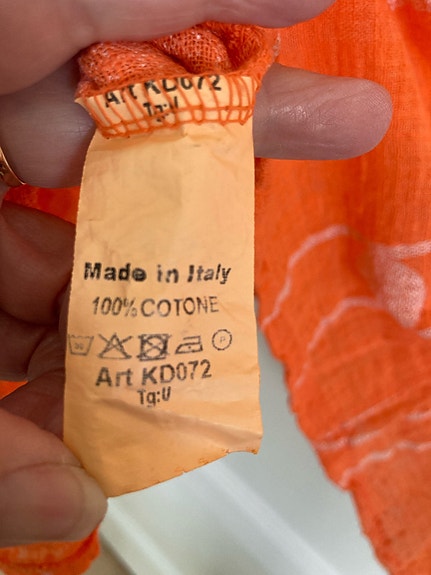 Art KD072
Tg:U
Made in Italy
100% COTONE
P
Art KD072
Tg:U